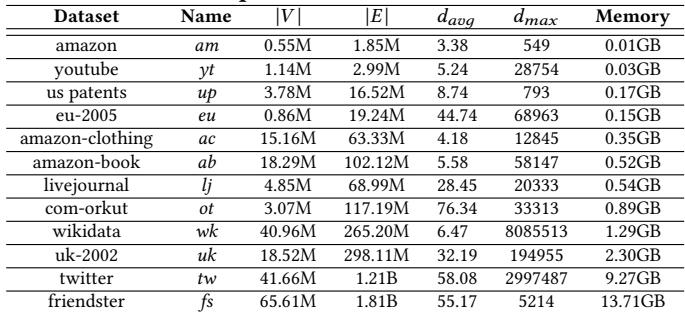 Dataset Name |V| |E| d_avg d_max Memory
amazon am 0.55M 1.85M 3.38 549 0.01GB
youtube yt 1.14M 2.99M 5.24 28754 0.03GB
us patents up 3.78M 16.52M 8.74 793 0.17GB
eu-2005 eu 0.86M 19.24M 44.74 68963 0.15GB
amazon-clothing ac 15.16M 63.33M 4.18 12845 0.35GB
amazon-book ab 18.29M 102.12M 5.58 58147 0.52GB
livejournal lj 4.85M 68.99M 28.45 20333 0.54GB
com-orkut ot 3.07M 117.19M 76.34 33313 0.89GB
wikidata wk 40.96M 265.20M 6.47 8085513 1.29GB
uk-2002 uk 18.52M 298.11M 32.19 194955 2.30GB
twitter tw 41.66M 1.21B 58.08 2997487 9.27GB
friendster fs 65.61M 1.81B 55.17 5214 13.71GB